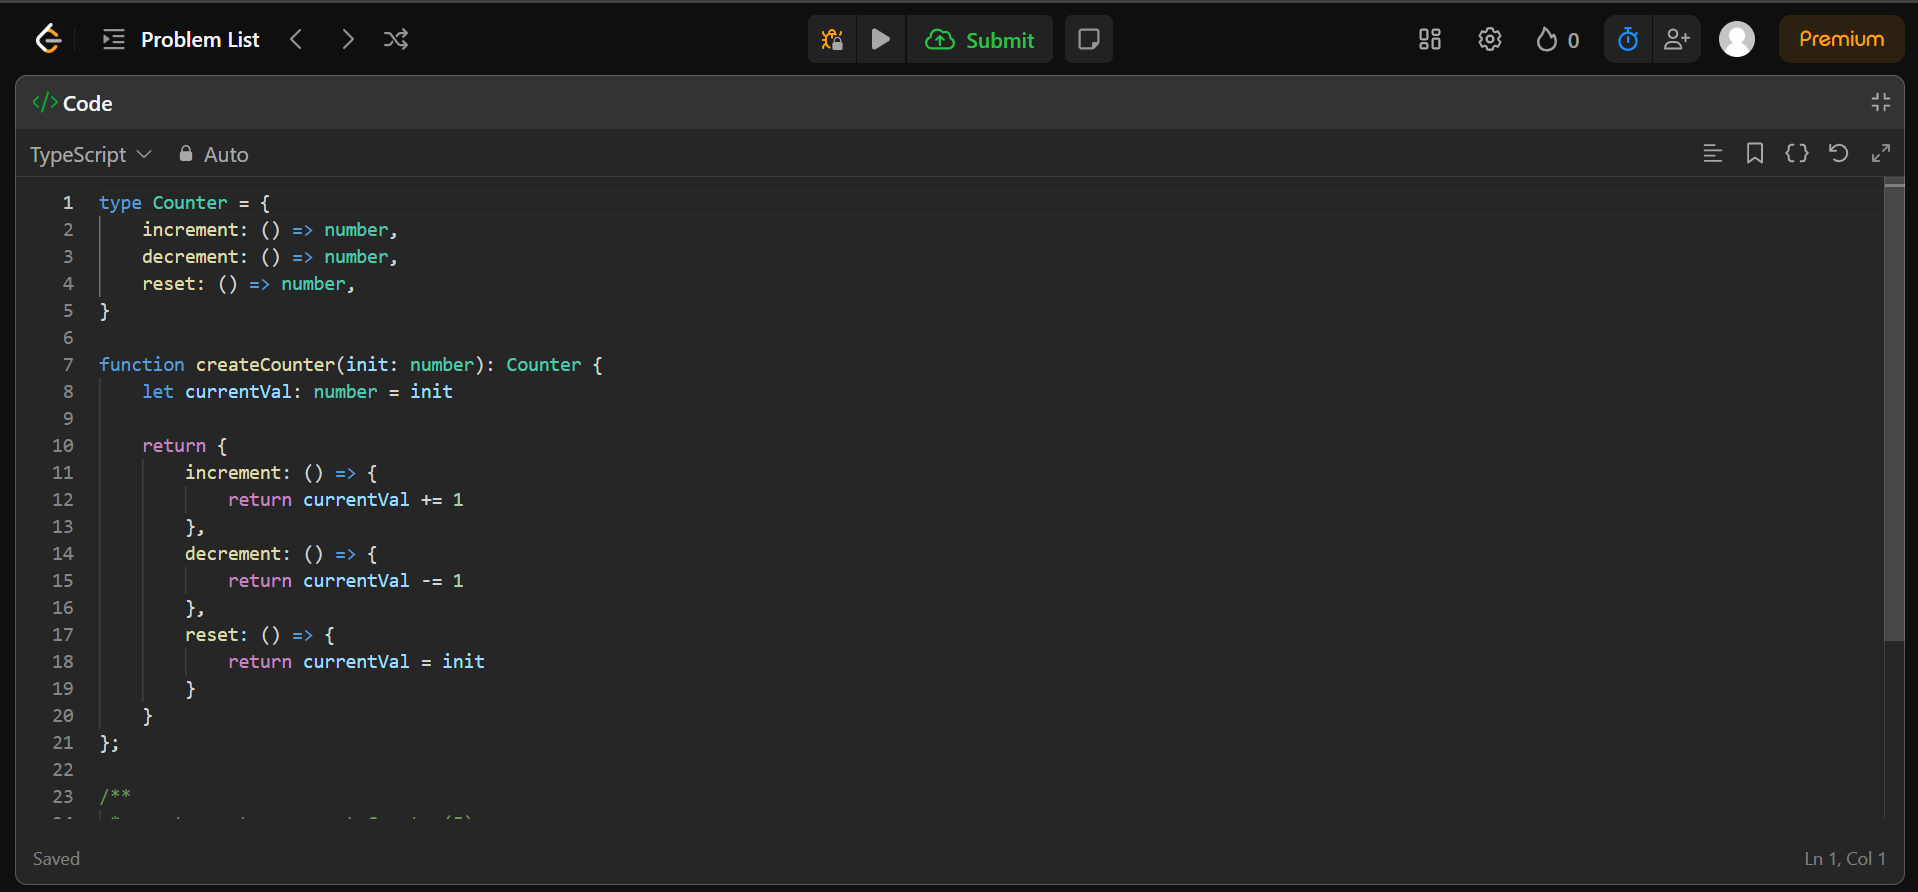 Problem List
Submit
0
Premium
</> Code
TypeScript
Auto
1 type Counter = {
2 increment: () => number,
3 decrement: () => number,
4 reset: () => number,
5 }
6
7 function createCounter(init: number): Counter {
8 let currentVal: number = init
9
10 return {
11 increment: () => {
12 return currentVal += 1
13 },
14 decrement: () => {
15 return currentVal -= 1
16 },
17 reset: () => {
18 return currentVal = init
19 }
20 }
21 };
22
23 /**
Saved
Ln 1, Col 1